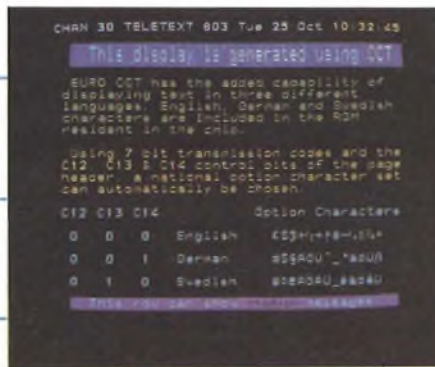 CHAN 30 TELETEXT 803 Tue 25 Oct 10:32:45
This display is generated using CCT
EURO CCT has the added capability of
displaying text in three different
languages. English, German and Swedish
characters are included in the ROM
resident in the chip.
Using 7 bit transmission codes and the
C12 C13 & C14 control bits of the page
header a national option character set
can automatically be chosen.
C12 C13 C14 Option Characters
0 0 0 English
0 0 1 German
0 1 0 Swedish
This row can show messages